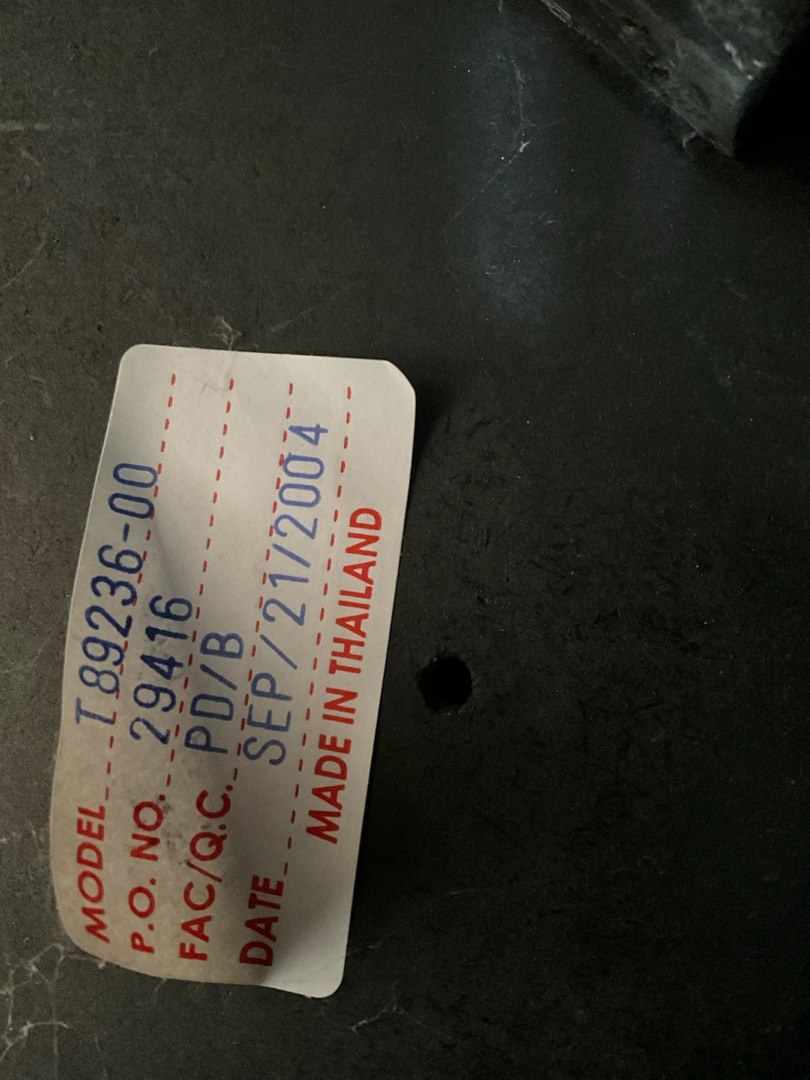 MODEL T89236-00
P.O. NO. 29416
FAC/Q.C. PD/B
DATE SEP/21/2004
MADE IN THAILAND